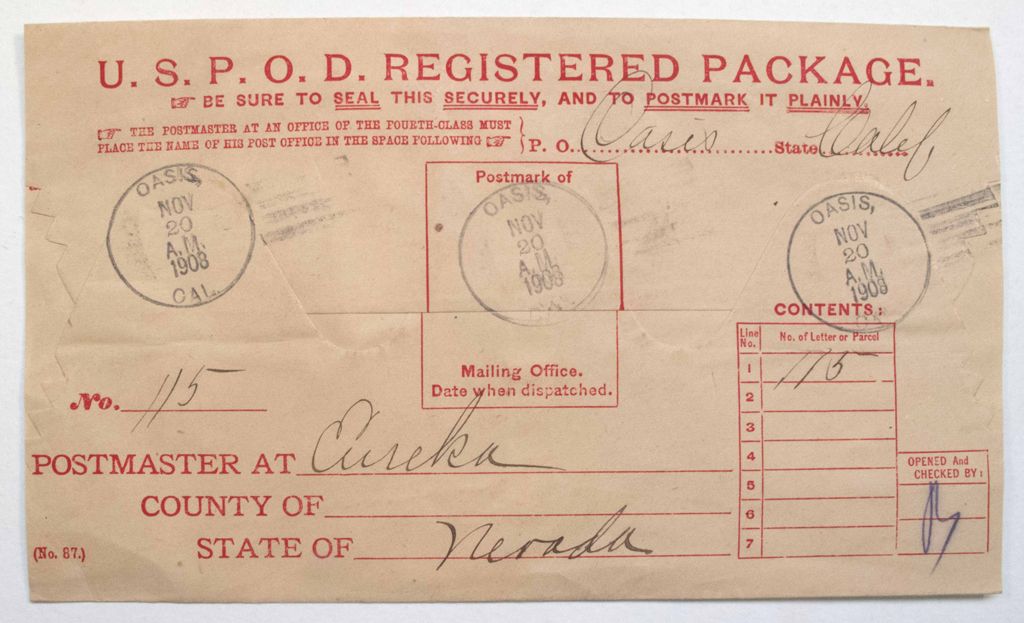 U. S. P. O. D. REGISTERED PACKAGE.
☞ BE SURE TO SEAL THIS SECURELY, AND TO POSTMARK IT PLAINLY.
☞ THE POSTMASTER AT AN OFFICE OF THE FOURTH-CLASS MUST
PLACE THE NAME OF HIS POST OFFICE IN THE SPACE FOLLOWING ☞
P. O. Oasis State Calif
Postmark of
OASIS,
NOV
20
A.M.
1908
CAL.
OASIS,
NOV
20
A.M.
1908
OASIS,
NOV
20
A.M.
1908
CA
Mailing Office.
Date when dispatched.
CONTENTS:
Line No. No. of Letter or Parcel
1 115
2
3
4
5
6
7
No. 115
POSTMASTER AT Eureka
COUNTY OF
STATE OF Nevada
(No. 87.)
OPENED And
CHECKED BY: